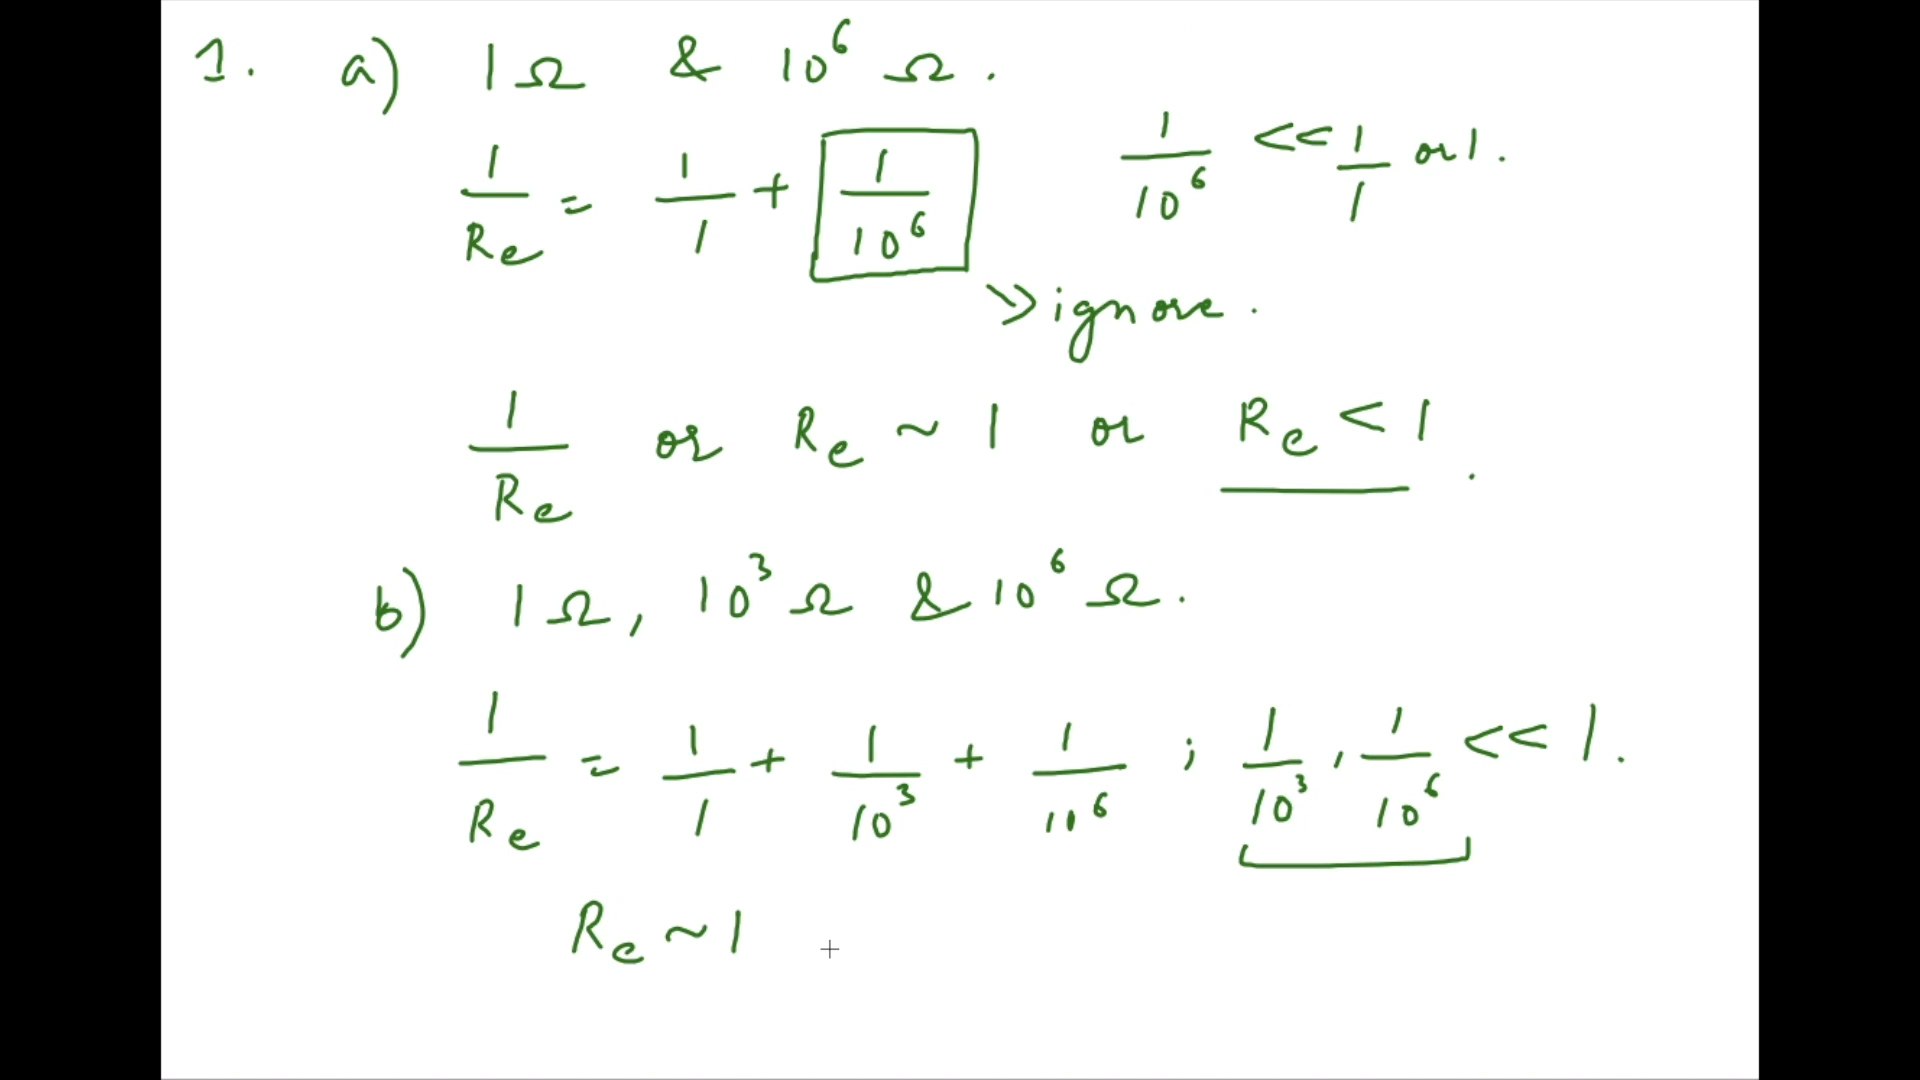 1. a) 1Ω & 10⁶ Ω.
1/Re = 1/1 + 1/10⁶ 1/10⁶ << 1/1 or 1.
>> ignore.
1/Re or Re ~ 1 or Re < 1.
b) 1Ω, 10³Ω & 10⁶Ω.
1/Re = 1/1 + 1/10³ + 1/10⁶ ; 1/10³, 1/10⁶ << 1.
Re ~ 1